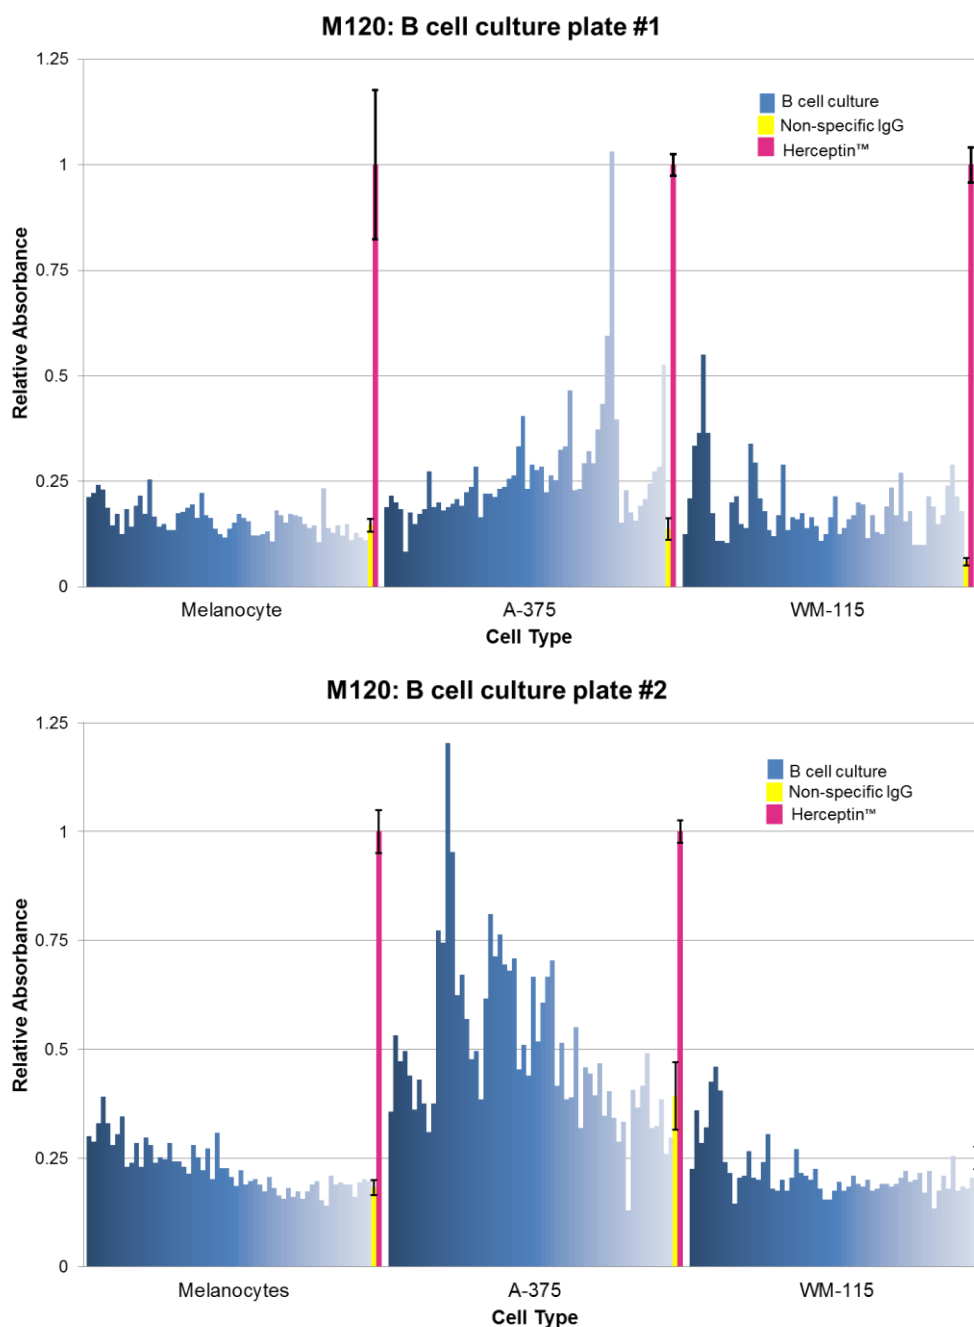 M120: B cell culture plate #1
1.25
1
0.75
0.5
0.25
0
Relative Absorbance
B cell culture
Non-specific IgG
Herceptin™
Melanocyte A-375 WM-115
Cell Type
M120: B cell culture plate #2
1.25
1
0.75
0.5
0.25
0
Relative Absorbance
B cell culture
Non-specific IgG
Herceptin™
Melanocytes A-375 WM-115
Cell Type